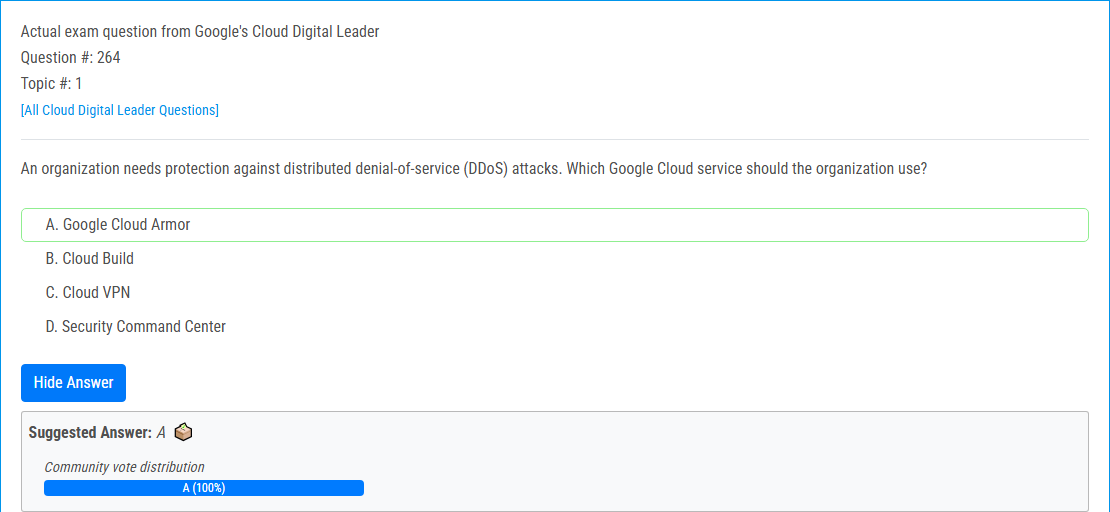 Actual exam question from Google's Cloud Digital Leader
Question #: 264
Topic #: 1
[All Cloud Digital Leader Questions]
An organization needs protection against distributed denial-of-service (DDoS) attacks. Which Google Cloud service should the organization use?
A. Google Cloud Armor
B. Cloud Build
C. Cloud VPN
D. Security Command Center
Hide Answer
Suggested Answer: A
Community vote distribution
A (100%)